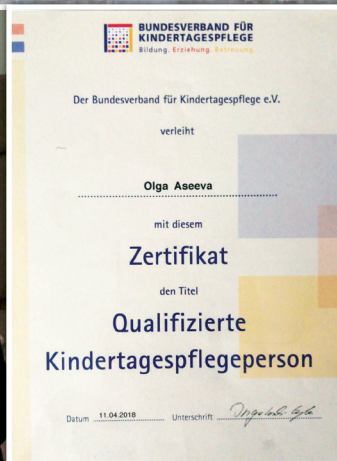 BUNDESVERBAND FÜR
KINDERTAGESPFLEGE
Bildung. Erziehung. Betreuung.
Der Bundesverband für Kindertagespflege e.V.
verleiht
Olga Aseeva
mit diesem
Zertifikat
den Titel
Qualifizierte
Kindertagespflegeperson
Datum 11.04.2018 Unterschrift